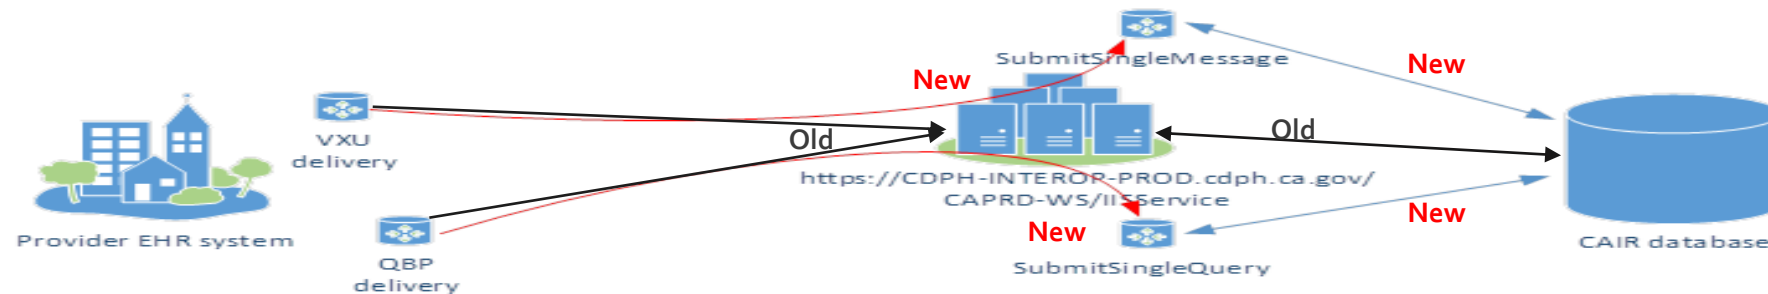 SubmitSingleMessage
New
New
VXU
delivery
Old
Old
https://CDPH-INTEROP-PROD.cdph.ca.gov/
CAPRD-WS/IISService
New
New
Provider EHR system
QBP
delivery
SubmitSingleQuery
CAIR database